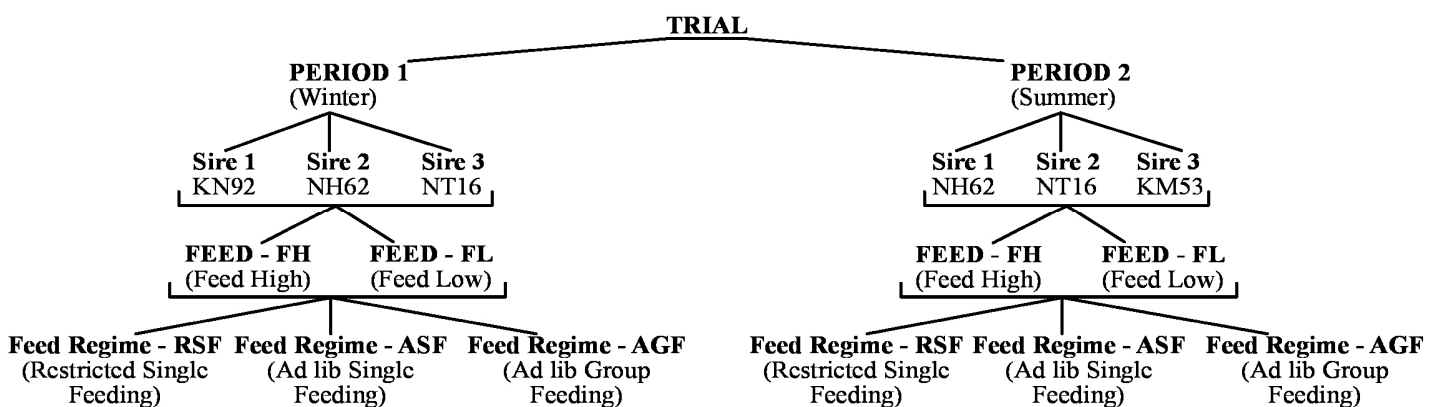 TRIAL
PERIOD 1
(Winter)
PERIOD 2
(Summer)
Sire 1 Sire 2 Sire 3
KN92 NH62 NT16
Sire 1 Sire 2 Sire 3
NH62 NT16 KM53
FEED - FH FEED - FL
(Feed High) (Feed Low)
FEED - FH FEED - FL
(Feed High) (Feed Low)
Feed Regime - RSF Feed Regime - ASF Feed Regime - AGF
(Restricted Single (Ad lib Single (Ad lib Group
Feeding) Feeding) Feeding)
Feed Regime - RSF Feed Regime - ASF Feed Regime - AGF
(Restricted Single (Ad lib Single (Ad lib Group
Feeding) Feeding) Feeding)